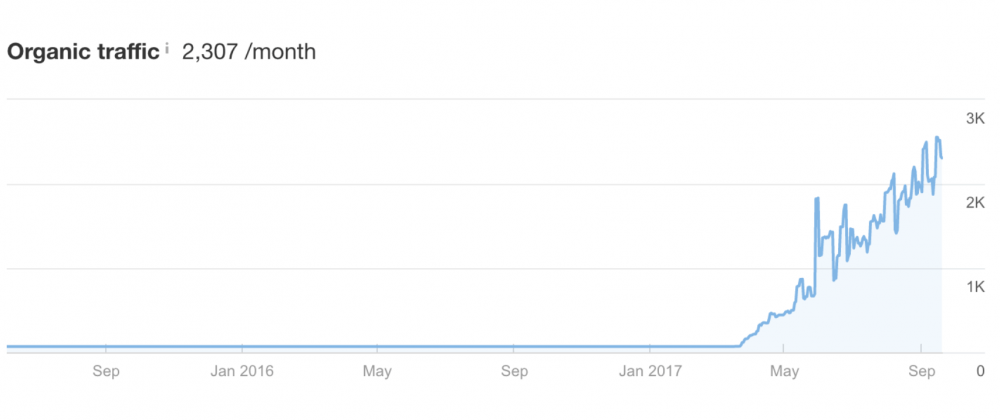 Organic traffic i 2,307 /month
3K
2K
1K
Sep Jan 2016 May Sep Jan 2017 May Sep 0